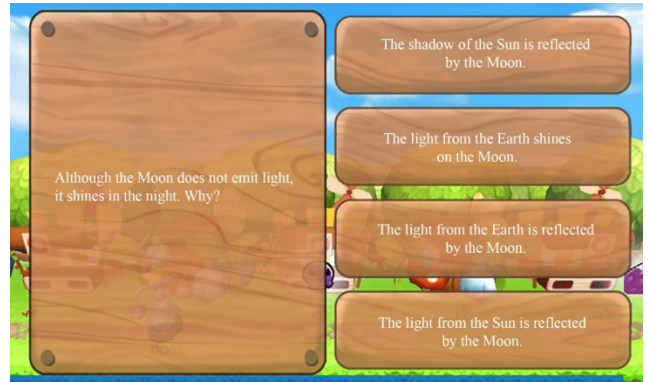 Although the Moon does not emit light,
it shines in the night. Why?
The shadow of the Sun is reflected
by the Moon.
The light from the Earth shines
on the Moon.
The light from the Earth is reflected
by the Moon.
The light from the Sun is reflected
by the Moon.